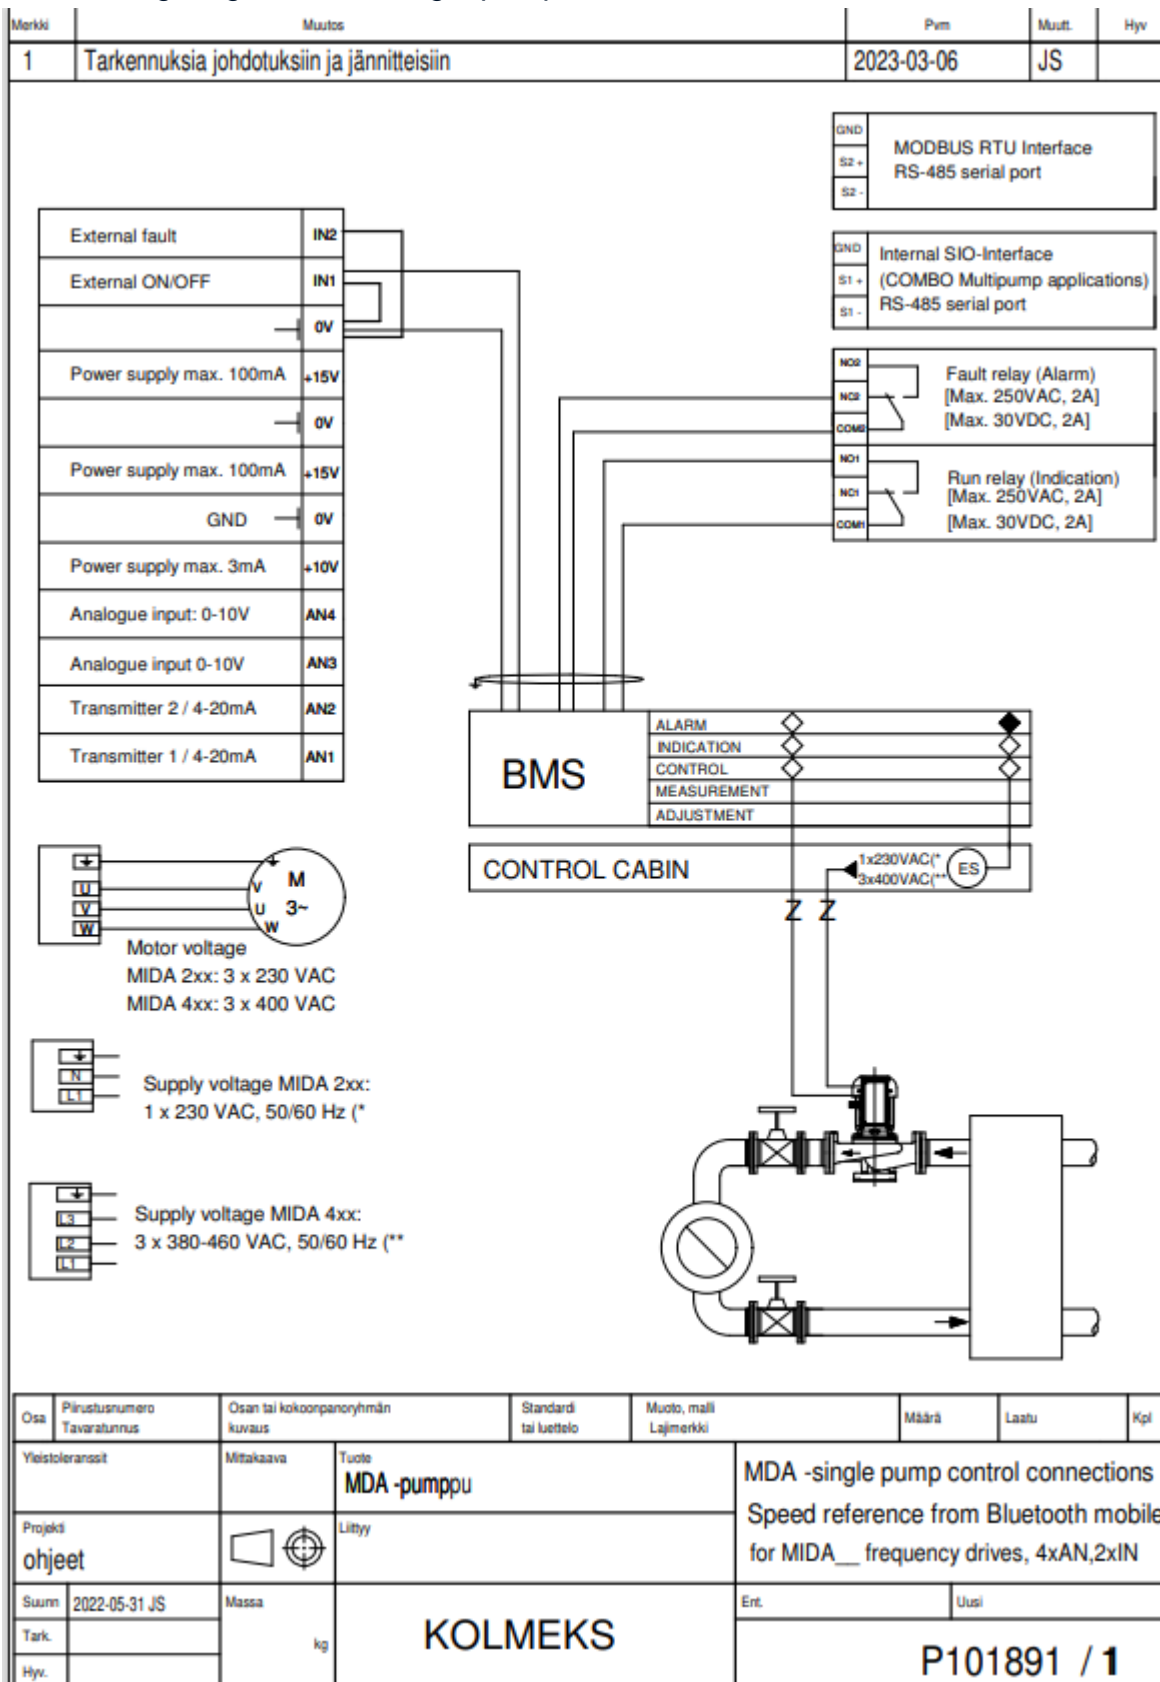 Merkki Muutos Pvm Muutt. Hyv
1 Tarkennuksia johdotuksiin ja jännitteisiin 2023-03-06 JS
GND
S2 +
S2 -
MODBUS RTU Interface
RS-485 serial port
GND
S1 +
S1 -
Internal SIO-Interface
(COMBO Multipump applications)
RS-485 serial port
External fault IN2
External ON/OFF IN1
0V
Power supply max. 100mA +15V
0V
Power supply max. 100mA +15V
GND 0V
Power supply max. 3mA +10V
Analogue input: 0-10V AN4
Analogue input 0-10V AN3
Transmitter 2 / 4-20mA AN2
Transmitter 1 / 4-20mA AN1
NO2
NC2
COM2
Fault relay (Alarm)
[Max. 250VAC, 2A]
[Max. 30VDC, 2A]
NO1
NC1
COM1
Run relay (Indication)
[Max. 250VAC, 2A]
[Max. 30VDC, 2A]
BMS
ALARM
INDICATION
CONTROL
MEASUREMENT
ADJUSTMENT
CONTROL CABIN
1x230VAC(*
3x400VAC(**
ES
Z Z
U
V
W
V
U
W
M
3~
Motor voltage
MIDA 2xx: 3 x 230 VAC
MIDA 4xx: 3 x 400 VAC
N
L1
Supply voltage MIDA 2xx:
1 x 230 VAC, 50/60 Hz (*
L3
L2
L1
Supply voltage MIDA 4xx:
3 x 380-460 VAC, 50/60 Hz (**
Osa
Piirustusnumero
Tavaratunnus
Osan tai kokoonpanoryhmän
kuvaus
Standardi
tai luettelo
Muoto, malli
Lajimerkki
Määrä
Laatu
Kpl
Yleistoleranssit
Mittakaava
Tuote
MDA -pumppu
MDA -single pump control connections
Speed reference from Bluetooth mobile
for MIDA__ frequency drives, 4xAN,2xIN
Projekti
ohjeet
Liittyy
Suunn 2022-05-31 JS
Tark.
Hyv.
Massa
kg
KOLMEKS
Ent.
Uusi
P101891 / 1